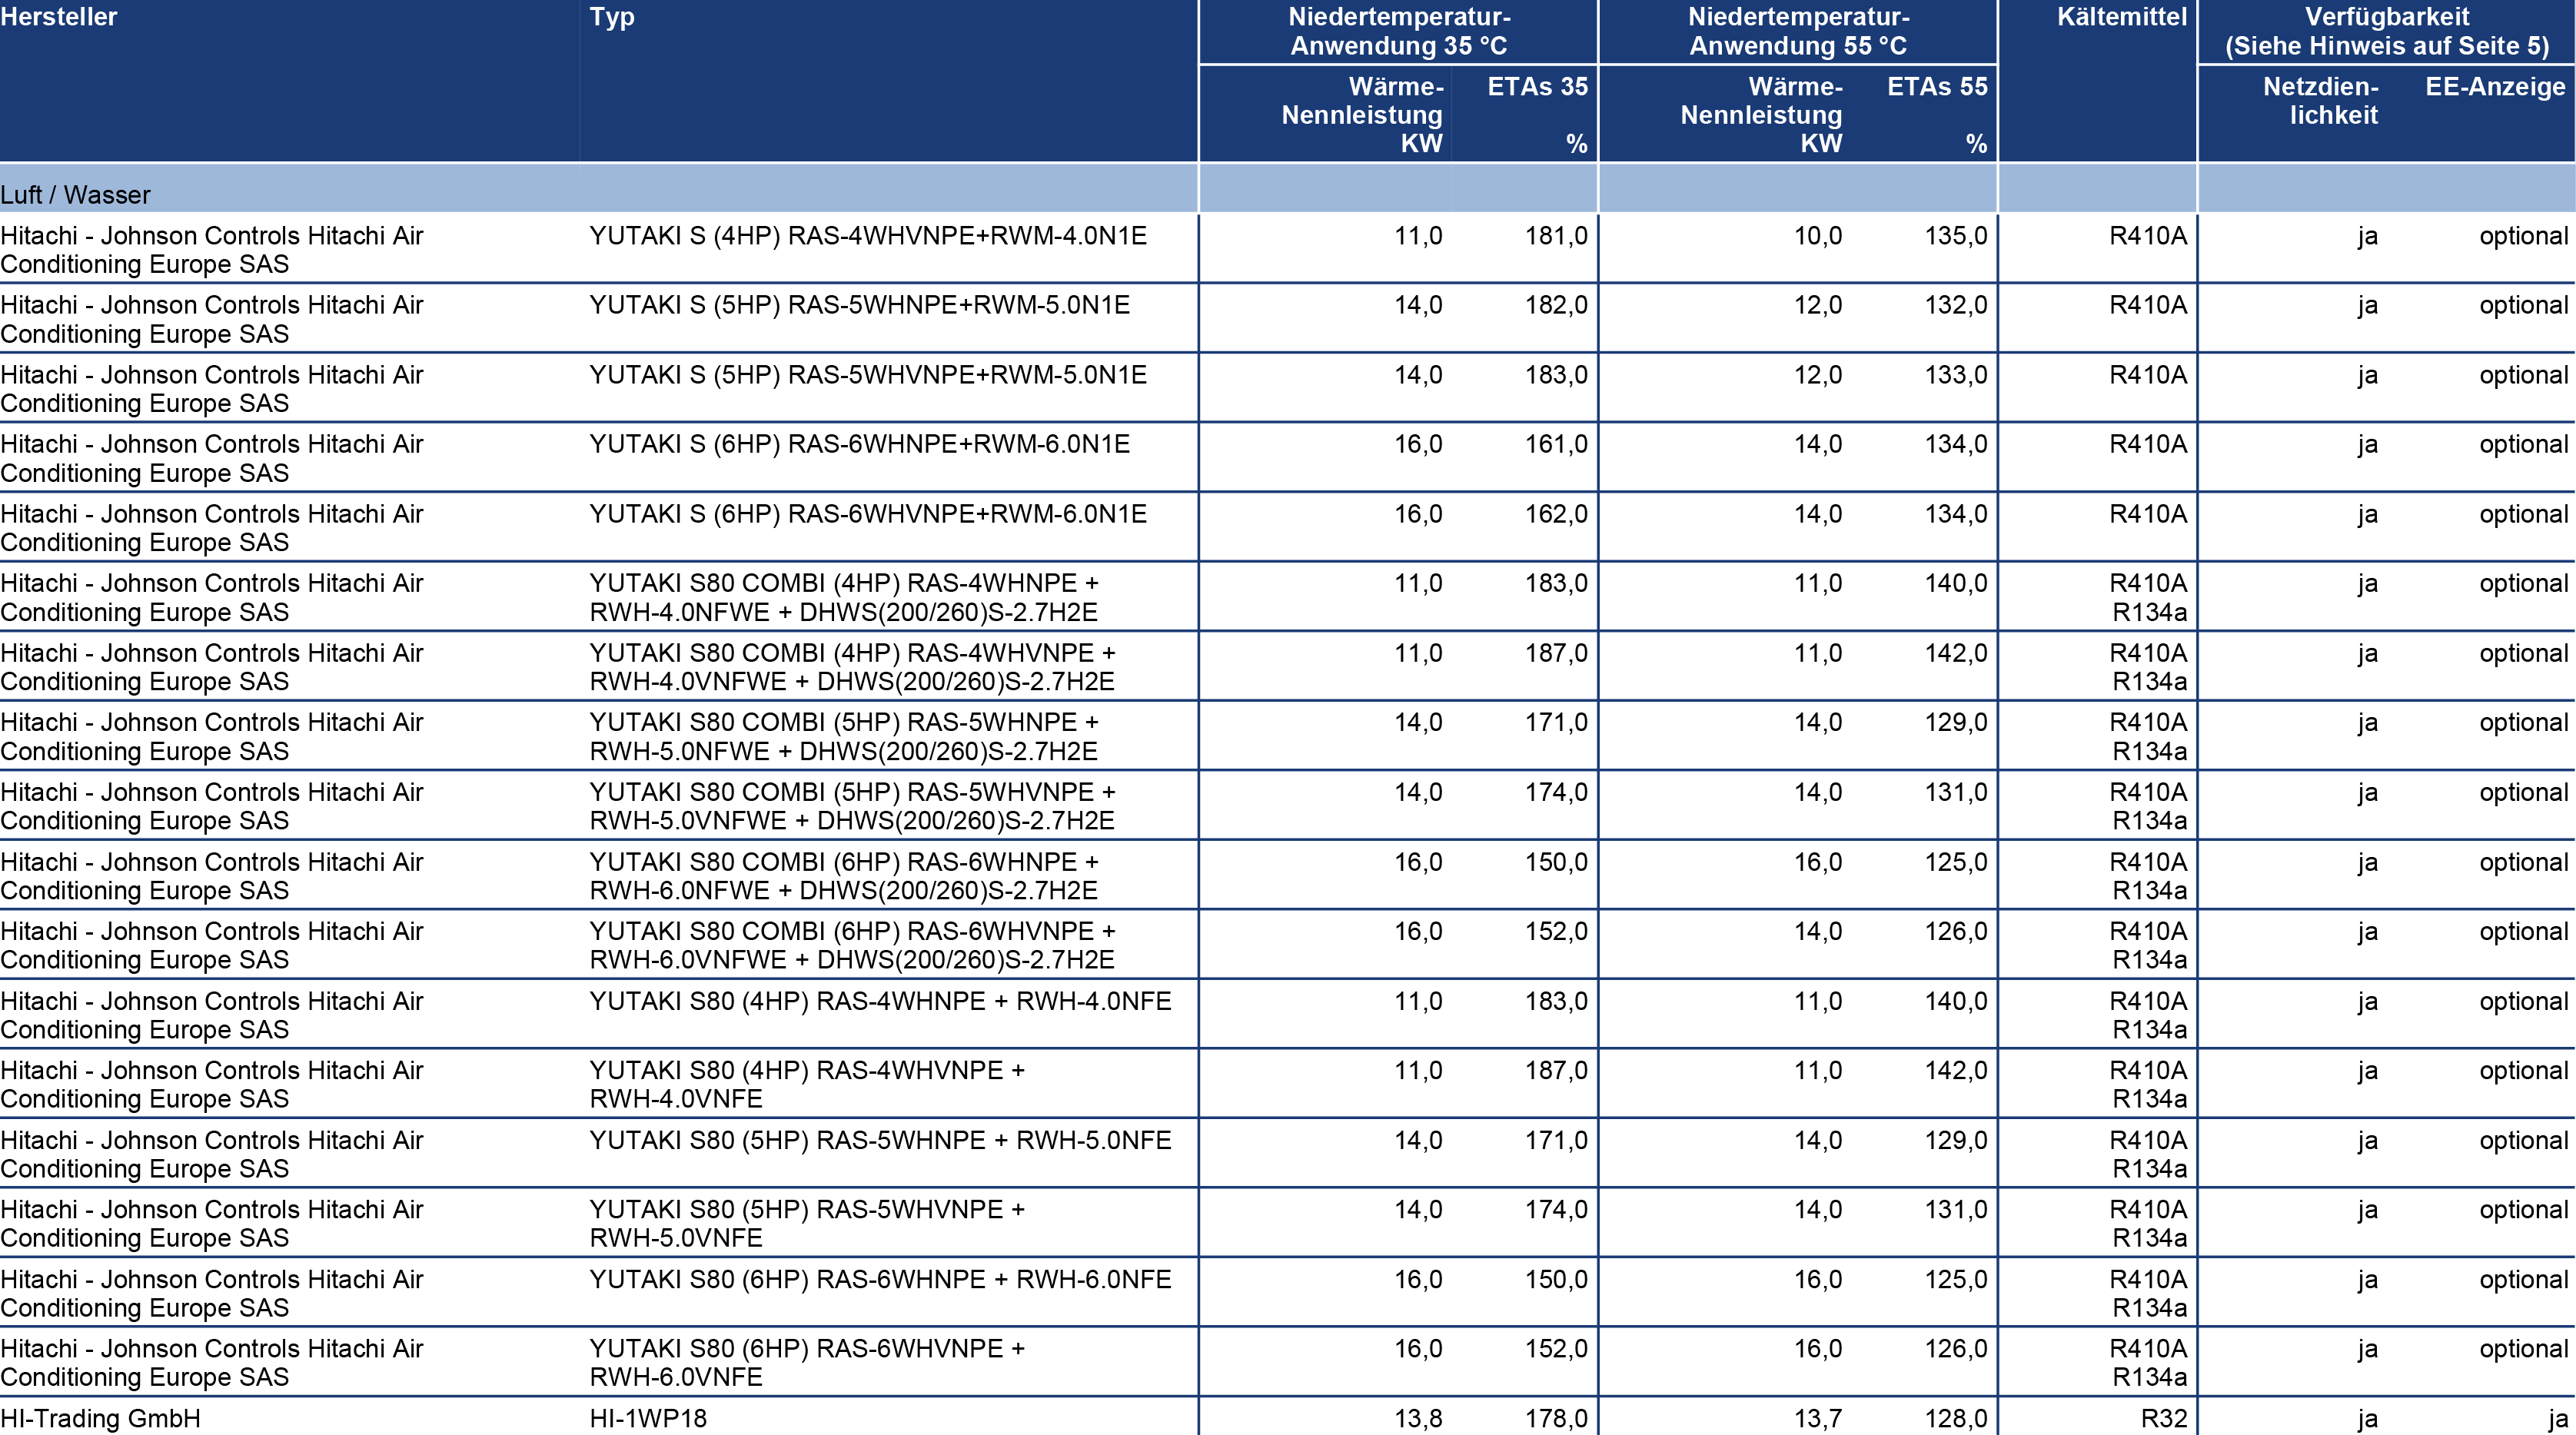 Hersteller Typ Niedertemperatur- Niedertemperatur- Kältemittel Verfügbarkeit
Anwendung 35 °C Anwendung 55 °C (Siehe Hinweis auf Seite 5)
Wärme- ETAs 35 Wärme- ETAs 55 Netzdien- EE-Anzeige
Nennleistung Nennleistung lichkeit
KW % KW %
Luft / Wasser
Hitachi - Johnson Controls Hitachi Air YUTAKI S (4HP) RAS-4WHVNPE+RWM-4.0N1E 11,0 181,0 10,0 135,0 R410A ja optional
Conditioning Europe SAS
Hitachi - Johnson Controls Hitachi Air YUTAKI S (5HP) RAS-5WHNPE+RWM-5.0N1E 14,0 182,0 12,0 132,0 R410A ja optional
Conditioning Europe SAS
Hitachi - Johnson Controls Hitachi Air YUTAKI S (5HP) RAS-5WHVNPE+RWM-5.0N1E 14,0 183,0 12,0 133,0 R410A ja optional
Conditioning Europe SAS
Hitachi - Johnson Controls Hitachi Air YUTAKI S (6HP) RAS-6WHNPE+RWM-6.0N1E 16,0 161,0 14,0 134,0 R410A ja optional
Conditioning Europe SAS
Hitachi - Johnson Controls Hitachi Air YUTAKI S (6HP) RAS-6WHVNPE+RWM-6.0N1E 16,0 162,0 14,0 134,0 R410A ja optional
Conditioning Europe SAS
Hitachi - Johnson Controls Hitachi Air YUTAKI S80 COMBI (4HP) RAS-4WHNPE + 11,0 183,0 11,0 140,0 R410A ja optional
Conditioning Europe SAS RWH-4.0NFWE + DHWS(200/260)S-2.7H2E R134a
Hitachi - Johnson Controls Hitachi Air YUTAKI S80 COMBI (4HP) RAS-4WHVNPE + 11,0 187,0 11,0 142,0 R410A ja optional
Conditioning Europe SAS RWH-4.0VNFWE + DHWS(200/260)S-2.7H2E R134a
Hitachi - Johnson Controls Hitachi Air YUTAKI S80 COMBI (5HP) RAS-5WHNPE + 14,0 171,0 14,0 129,0 R410A ja optional
Conditioning Europe SAS RWH-5.0NFWE + DHWS(200/260)S-2.7H2E R134a
Hitachi - Johnson Controls Hitachi Air YUTAKI S80 COMBI (5HP) RAS-5WHVNPE + 14,0 174,0 14,0 131,0 R410A ja optional
Conditioning Europe SAS RWH-5.0VNFWE + DHWS(200/260)S-2.7H2E R134a
Hitachi - Johnson Controls Hitachi Air YUTAKI S80 COMBI (6HP) RAS-6WHNPE + 16,0 150,0 16,0 125,0 R410A ja optional
Conditioning Europe SAS RWH-6.0NFWE + DHWS(200/260)S-2.7H2E R134a
Hitachi - Johnson Controls Hitachi Air YUTAKI S80 COMBI (6HP) RAS-6WHVNPE + 16,0 152,0 14,0 126,0 R410A ja optional
Conditioning Europe SAS RWH-6.0VNFWE + DHWS(200/260)S-2.7H2E R134a
Hitachi - Johnson Controls Hitachi Air YUTAKI S80 (4HP) RAS-4WHNPE + RWH-4.0NFE 11,0 183,0 11,0 140,0 R410A ja optional
Conditioning Europe SAS R134a
Hitachi - Johnson Controls Hitachi Air YUTAKI S80 (4HP) RAS-4WHVNPE + 11,0 187,0 11,0 142,0 R410A ja optional
Conditioning Europe SAS RWH-4.0VNFE R134a
Hitachi - Johnson Controls Hitachi Air YUTAKI S80 (5HP) RAS-5WHNPE + RWH-5.0NFE 14,0 171,0 14,0 129,0 R410A ja optional
Conditioning Europe SAS R134a
Hitachi - Johnson Controls Hitachi Air YUTAKI S80 (5HP) RAS-5WHVNPE + 14,0 174,0 14,0 131,0 R410A ja optional
Conditioning Europe SAS RWH-5.0VNFE R134a
Hitachi - Johnson Controls Hitachi Air YUTAKI S80 (6HP) RAS-6WHNPE + RWH-6.0NFE 16,0 150,0 16,0 125,0 R410A ja optional
Conditioning Europe SAS R134a
Hitachi - Johnson Controls Hitachi Air YUTAKI S80 (6HP) RAS-6WHVNPE + 16,0 152,0 16,0 126,0 R410A ja optional
Conditioning Europe SAS RWH-6.0VNFE R134a
HI-Trading GmbH HI-1WP18 13,8 178,0 13,7 128,0 R32 ja ja